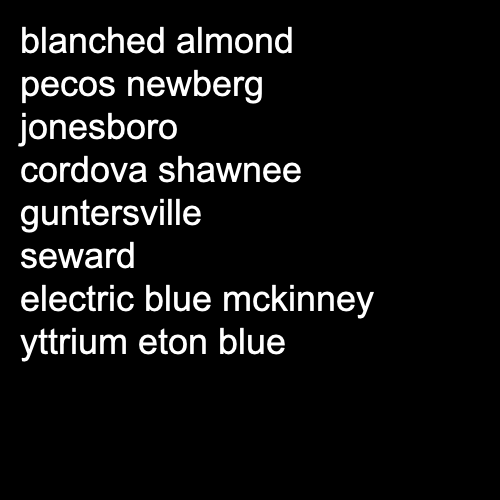 blanched almond
pecos newberg
jonesboro
cordova shawnee
guntersville
seward
electric blue mckinney
yttrium eton blue